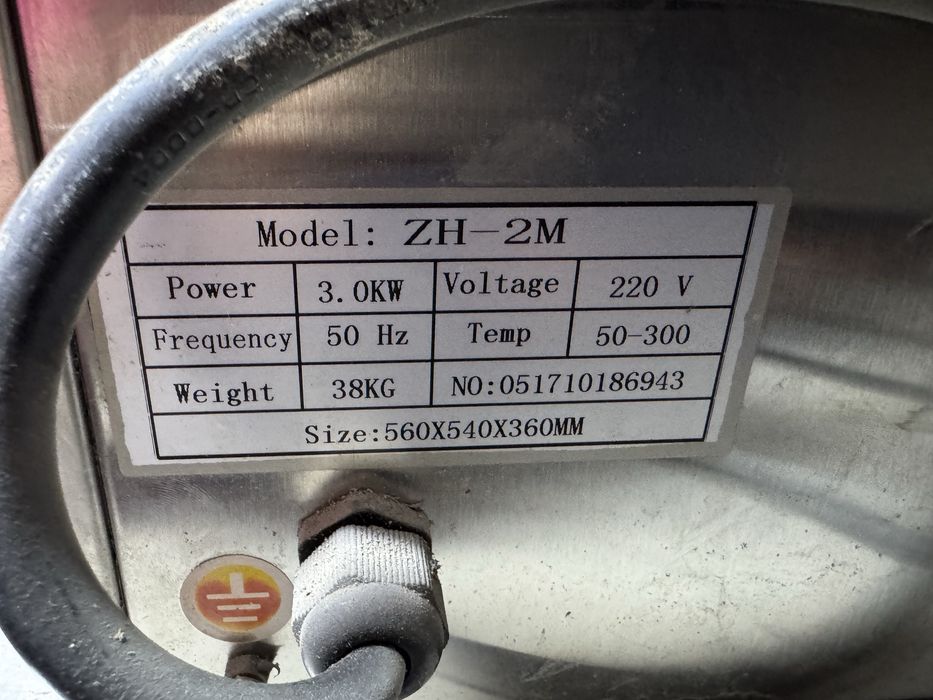 Model: ZH-2M
Power 3.0KW Voltage 220 V
Frequency 50 Hz Temp 50-300
Weight 38KG NO:051710186943
Size:560X540X360MM